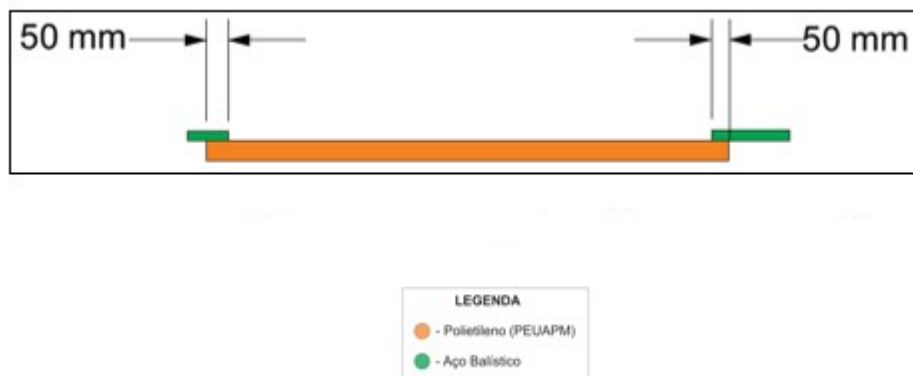 50 mm
50 mm
LEGENDA
- Polietileno (PEUAPM)
- Aço Balístico